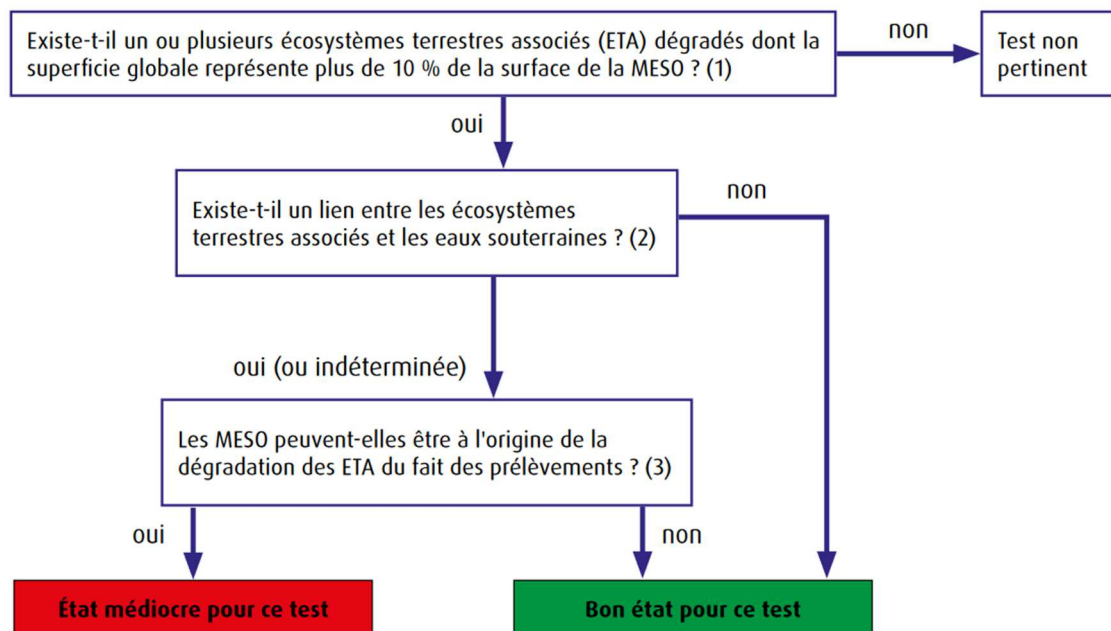 Existe-t-il un ou plusieurs écosystèmes terrestres associés (ETA) dégradés dont la
superficie globale représente plus de 10 % de la surface de la MESO ? (1)
non
Test non
pertinent
oui
Existe-t-il un lien entre les écosystèmes
terrestres associés et les eaux souterraines ? (2)
non
oui (ou indéterminée)
Les MESO peuvent-elles être à l'origine de la
dégradation des ETA du fait des prélèvements ? (3)
oui
non
État médiocre pour ce test
Bon état pour ce test